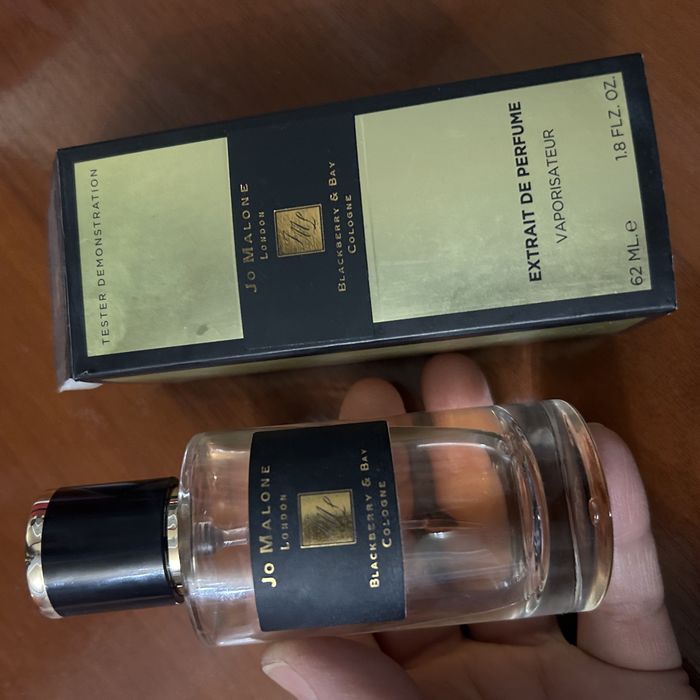 TESTER DEMONSTRATION
JO MALONE
LONDON
BLACKBERRY & BAY
COLOGNE
EXTRAIT DE PERFUME
VAPORISATEUR
62 ML. e
1.8 FLZ. OZ.
JO MALONE
LONDON
BLACKBERRY & BAY
COLOGNE